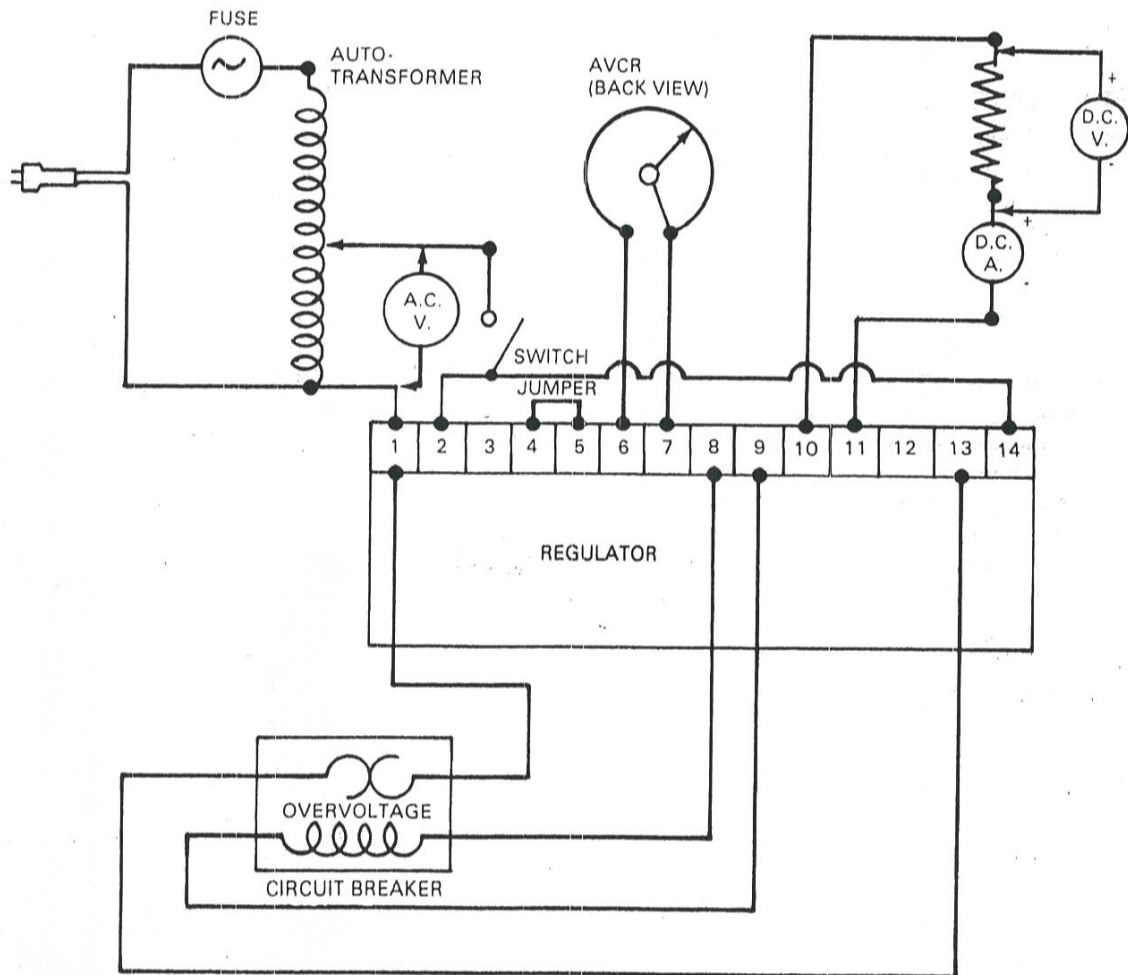 FUSE
AUTO-
TRANSFORMER
AVCR
(BACK VIEW)
+
D.C.
V.
-
+
D.C.
A.
-
A.C.
V.
SWITCH
JUMPER
1 2 3 4 5 6 7 8 9 10 11 12 13 14
REGULATOR
OVERVOLTAGE
CIRCUIT BREAKER